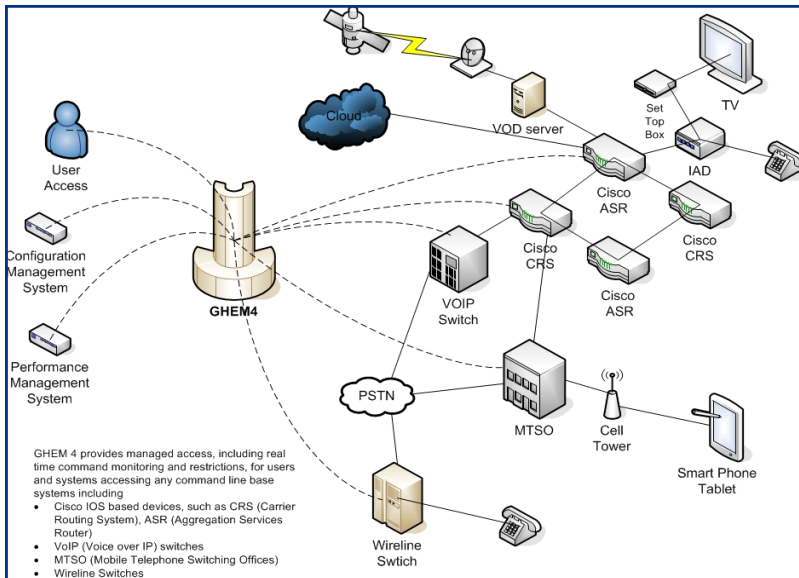 Cloud
VOD server
Set
Top
Box
TV
User
Access
IAD
Cisco
ASR
Cisco
CRS
Cisco
CRS
Configuration
Management
System
Cisco
ASR
VOIP
Switch
GHEM4
Performance
Management
System
PSTN
MTSO
Cell
Tower
Smart Phone
Tablet
GHEM 4 provides managed access, including real
time command monitoring and restrictions, for users
and systems accessing any command line base
systems including
• Cisco IOS based devices, such as CRS (Carrier
Routing System), ASR (Aggregation Services
Router)
• VoIP (Voice over IP) switches
• MTSO (Mobile Telephone Switching Offices)
• Wireline Switches
Wireline
Swtich